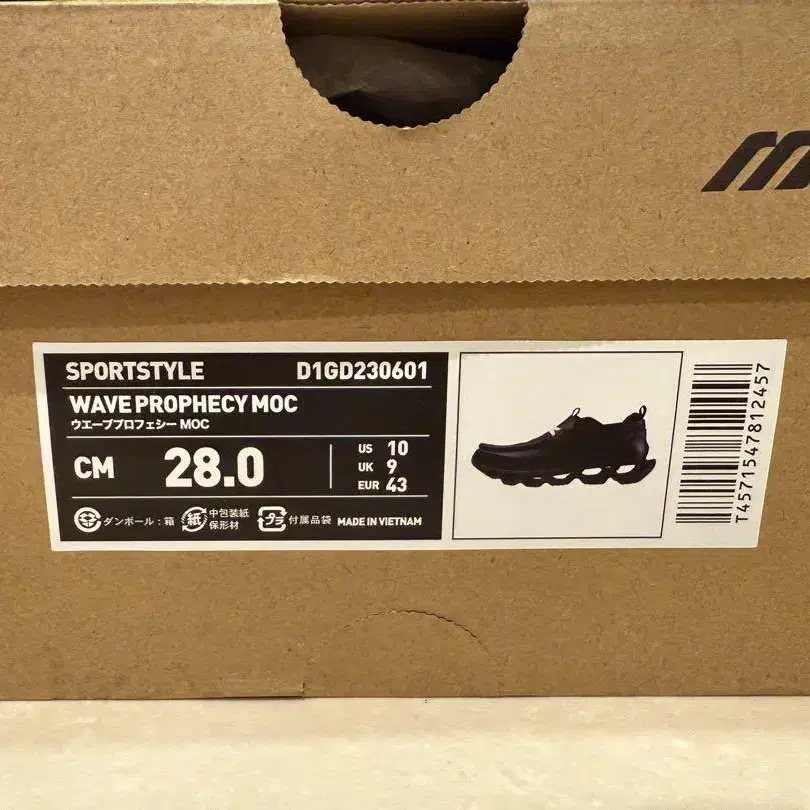 SPORTSTYLE D1GD230601
WAVE PROPHECY MOC
ウエーブプロフェシー MOC
CM 28.0
US 10
UK 9
EUR 43
ダンボール：箱
紙
中包装紙
保形材
プラ
付属品袋
MADE IN VIETNAM
T4571547812457